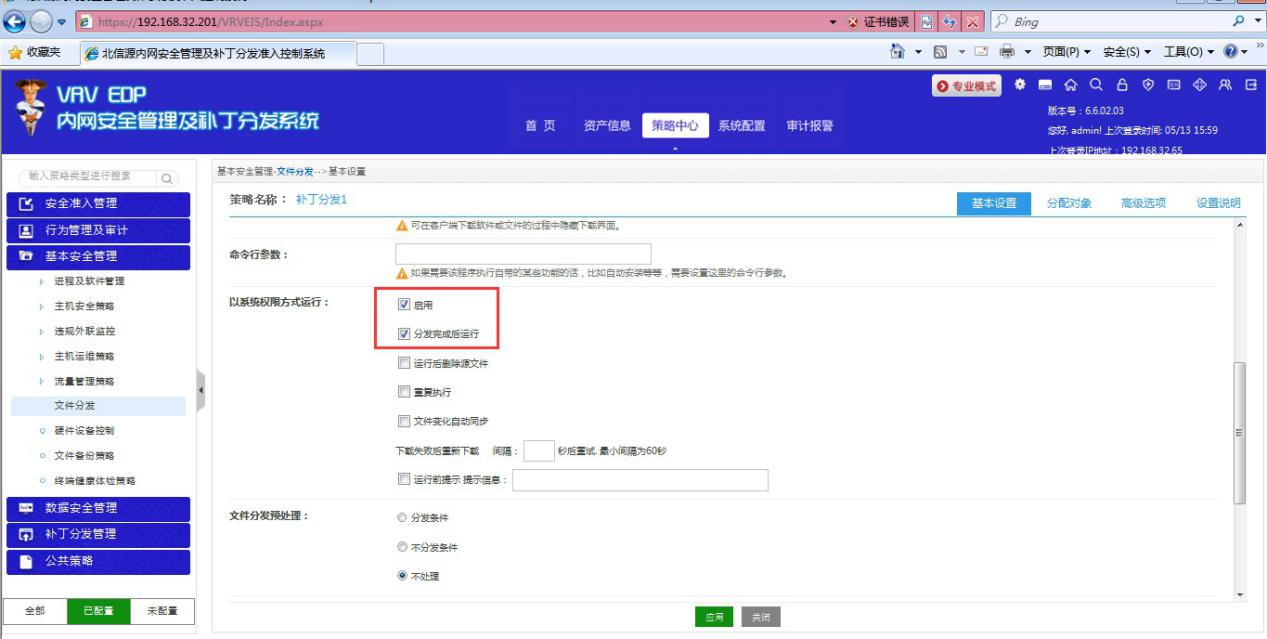 https://192.168.32.201/VRVEIS/Index.aspx
证书错误
Bing
收藏夹
北信源内网安全管理及补丁分发准入控制系统
页面(P)
安全(S)
工具(O)
VRV EDP
内网安全管理及补丁分发系统
首 页
资产信息
策略中心
系统配置
审计报警
专业模式
版本号：6.6.02.03
您好, admin! 上次登录时间: 05/13 15:59
上次登录IP地址：192.168.32.65
输入策略类型进行搜索
安全准入管理
行为管理及审计
基本安全管理
进程及软件管理
主机安全策略
违规外联监控
主机运维策略
流量管理策略
文件分发
硬件设备控制
文件备份策略
终端健康体检策略
数据安全管理
补丁分发管理
公共策略
全部
已配置
未配置
基本安全管理-文件分发-->基本设置
策略名称： 补丁分发1
基本设置
分配对象
高级选项
设置说明
可在客户端下载软件或文件的过程中隐藏下载界面。
命令行参数：
如果需要该程序执行自带的某些功能的话，比如自动安装等等，需要设置这里的命令行参数。
以系统权限方式运行：
启用
分发完成后运行
运行后删除源文件
重复执行
文件变化自动同步
下载失败后重新下载 间隔： 秒后重试. 最小间隔为60秒
运行前提示 提示信息：
文件分发预处理：
分发条件
不分发条件
不处理
应用
关闭